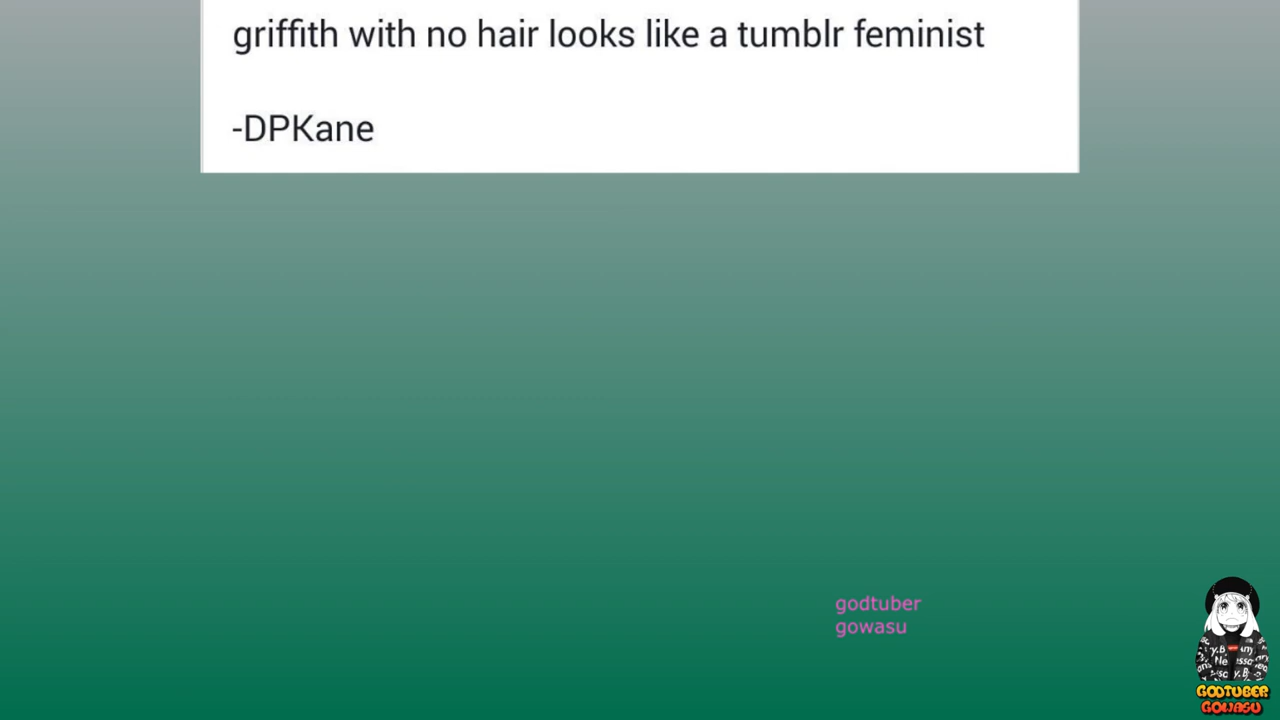 griffith with no hair looks like a tumblr feminist
-DPKane
godtuber
gowasu
GODTUBER
GOWASU